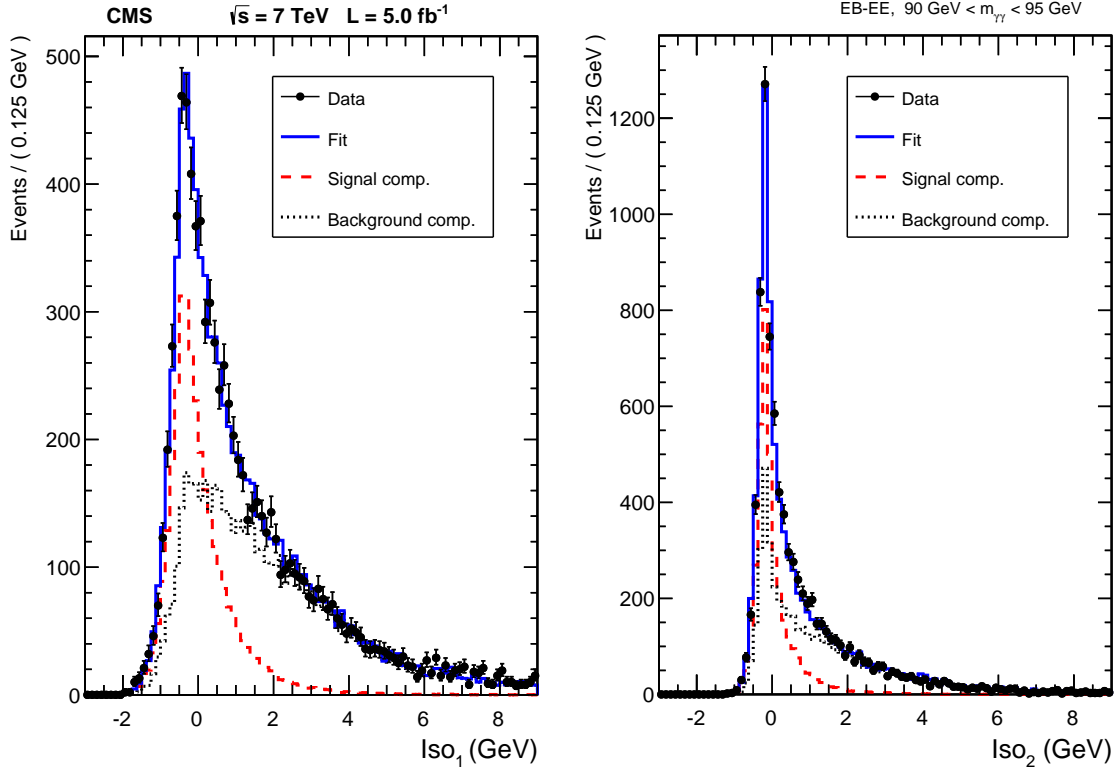 CMS √s = 7 TeV L = 5.0 fb⁻¹
EB-EE, 90 GeV < mγγ < 95 GeV
Events / ( 0.125 GeV )
500
400
300
200
100
0
Data
Fit
Signal comp.
Background comp.
-2 0 2 4 6 8
Iso₁ (GeV)
Events / ( 0.125 GeV )
1200
1000
800
600
400
200
0
Data
Fit
Signal comp.
Background comp.
-2 0 2 4 6 8
Iso₂ (GeV)